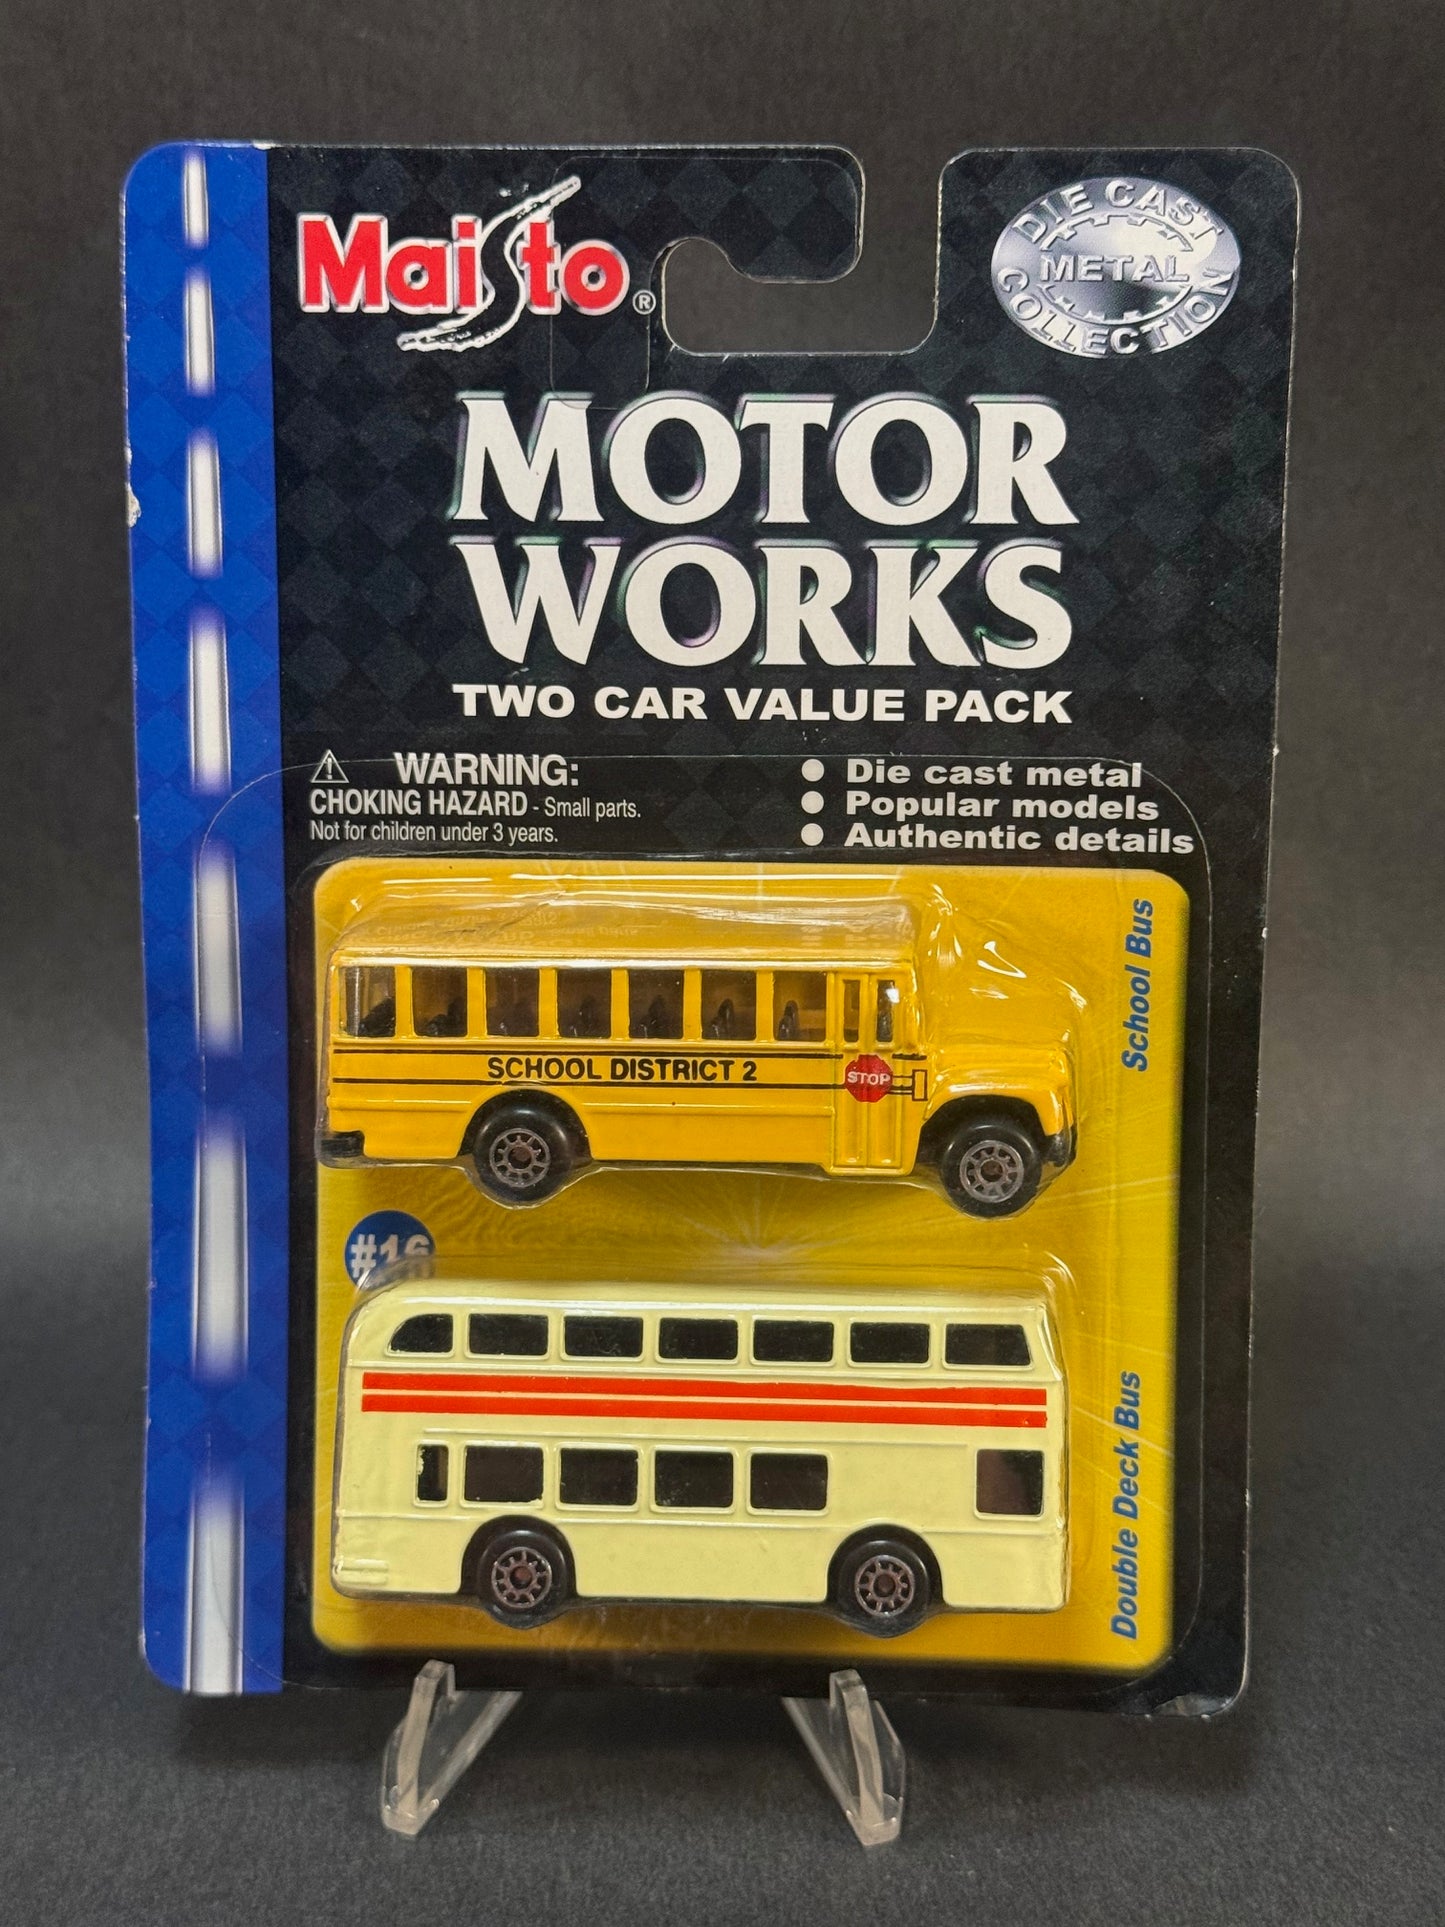 Maisto®
DIE CAST
METAL
COLLECTION
MOTOR
WORKS
TWO CAR VALUE PACK
WARNING:
CHOKING HAZARD - Small parts.
Not for children under 3 years.
● Die cast metal
● Popular models
● Authentic details
School Bus
SCHOOL DISTRICT 2
STOP
#16
Double Deck Bus